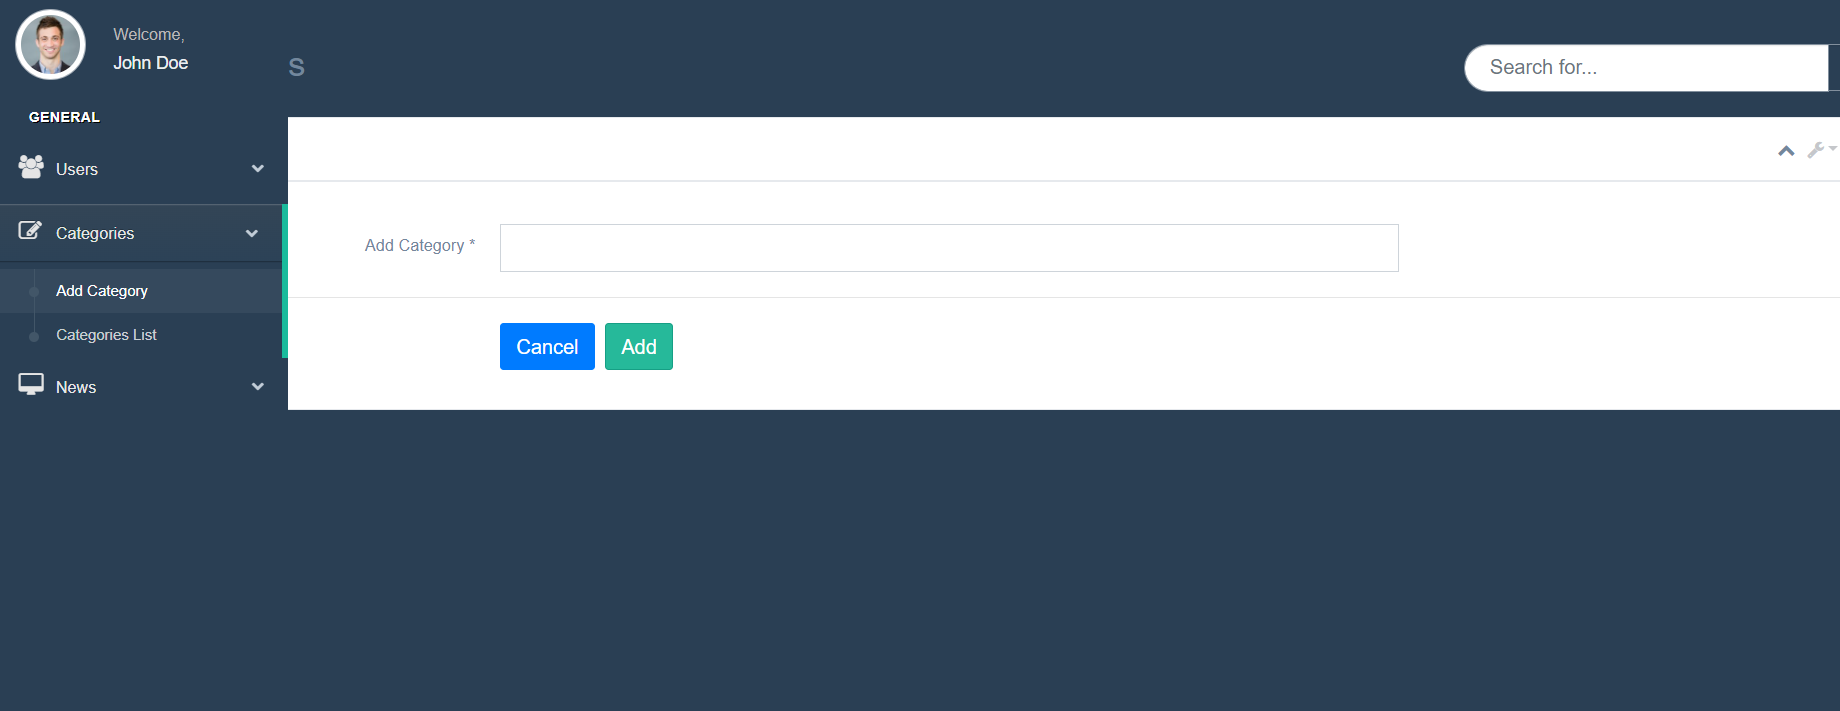 Welcome,
John Doe
s
Search for...
GENERAL
Users
Categories
Add Category
Categories List
News
Add Category *
Cancel
Add